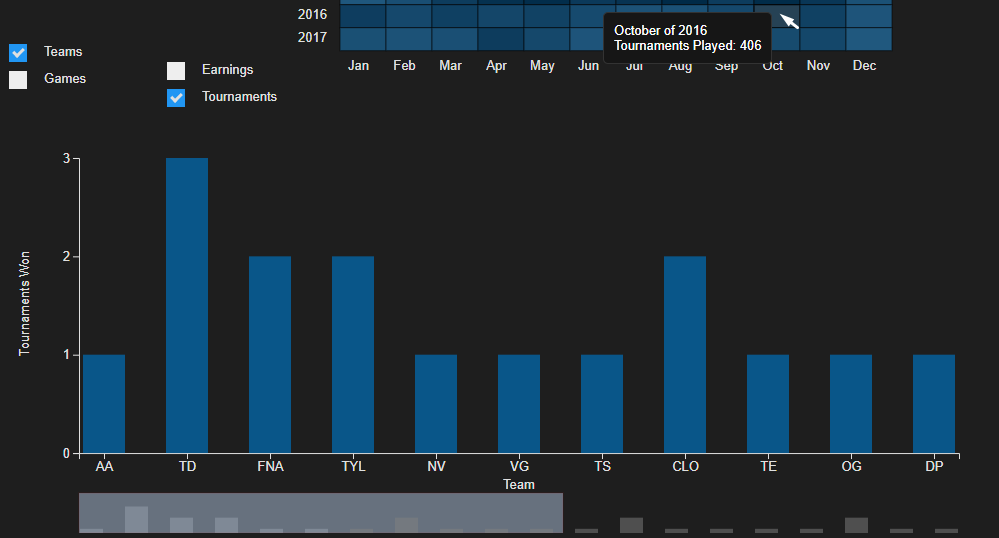 2016
2017
October of 2016
Tournaments Played: 406
Jan Feb Mar Apr May Jun Jul Aug Sep Oct Nov Dec
Teams
Games
Earnings
Tournaments
3
2
1
0
Tournaments Won
AA TD FNA TYL NV VG TS CLO TE OG DP
Team